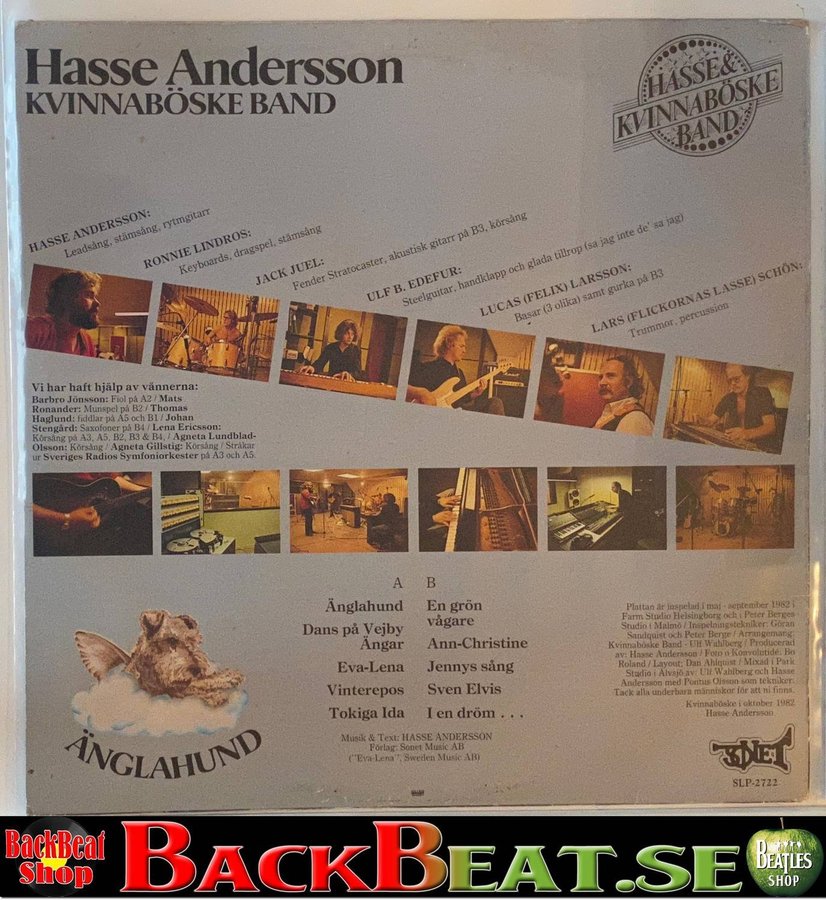 Hasse Andersson
KVINNABÖSKE BAND
HASSE &
KVINNABÖSKE
BAND
HASSE ANDERSSON:
Leadsång, stämsång, rytmgitarr
RONNIE LINDROS:
Keyboards, dragspel, stämsång
JACK JUEL:
Fender Stratocaster, akustisk gitarr på B3, körsång
ULF B. EDEFUR:
Steelguitar, handklapp och glada tillrop (sa jag inte de' sa jag)
LUCAS (FELIX) LARSSON:
Basar (3 olika) samt gurka på B3
LARS (FLICKORNAS LASSE) SCHÖN:
Trummor, percussion
Vi har haft hjälp av vännerna:
Barbro Jönsson: Fiol på A2 / Mats
Ronander: Munspel på B2 / Thomas
Haglund: fiddlar på A5 och B1 / Johan
Stengård: Saxofoner på B4 / Lena Ericsson:
Körsång på A3, A5, B2, B3 & B4, / Agneta Lundblad-
Olsson: Körsång / Agneta Gillstig: Körsång / Stråkar
ur Sveriges Radios Symfoniorkester på A3 och A5.
A
Änglahund
Dans på Vejby
Ängar
Eva-Lena
Vinterepos
Tokiga Ida
B
En grön
vågare
Ann-Christine
Jennys sång
Sven Elvis
I en dröm . . .
Musik & Text: HASSE ANDERSSON
Förlag: Sonet Music AB
("Eva-Lena", Sweden Music AB)
Plattan är inspelad i maj - september 1982 i
Farm Studio Helsingborg och i Peter Berges
Studio i Malmö / Inspelningstekniker: Göran
Sandquist och Peter Berge / Arrangemang:
Kvinnaböske Band - Ulf Wahlberg / Producerad
av: Hasse Andersson / Foto o Konvolutidé: Bo
Roland / Layout: Dan Ahlquist / Mixad i Park
Studio i Älvsjö av: Ulf Wahlberg och Hasse
Andersson med Pontus Olsson som tekniker.
Tack alla underbara människor för att ni finns.
Kvinnaböske i oktober 1982
Hasse Andersson
ÄNGLAHUND
SONET
SLP-2722
BackBeat
Shop
BACKBEAT.SE
BEATLES
SHOP